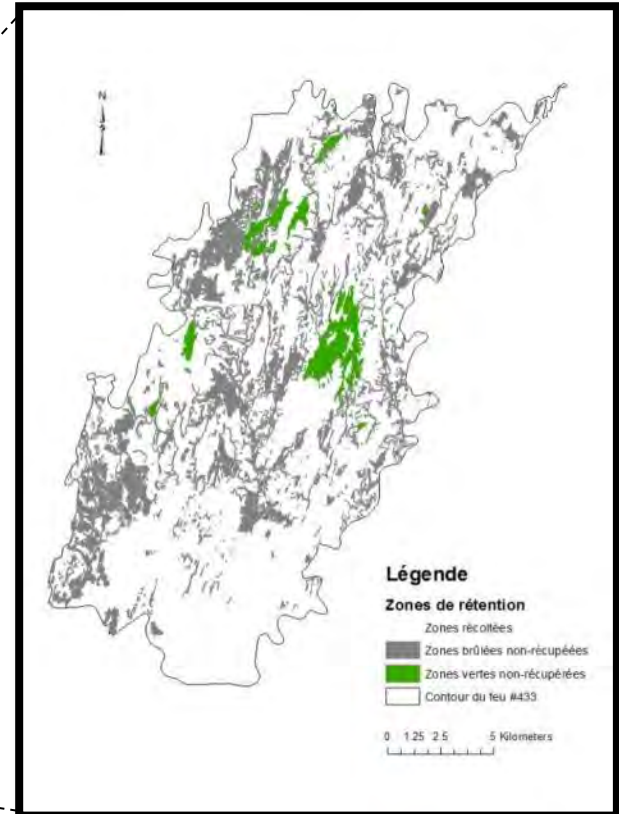 N
Légende
Zones de rétention
Zones récoltées
Zones brûlées non-récupéées
Zones vertes non-récupérées
Contour du feu #433
0 1.25 2.5 5 Kilometers